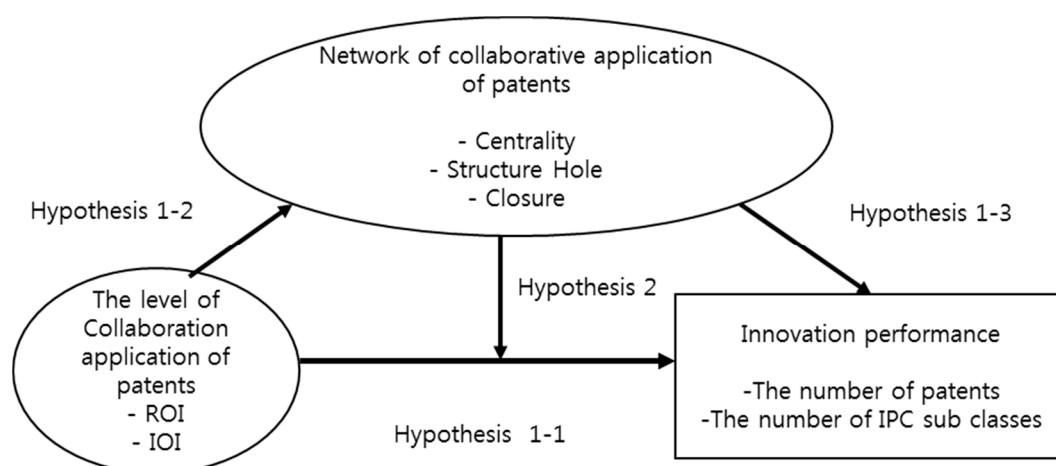 Network of collaborative application
of patents
- Centrality
- Structure Hole
- Closure
Hypothesis 1-2
Hypothesis 1-3
Hypothesis 2
The level of
Collaboration
application of
patents
- ROI
- IOI
Innovation performance
-The number of patents
-The number of IPC sub classes
Hypothesis 1-1